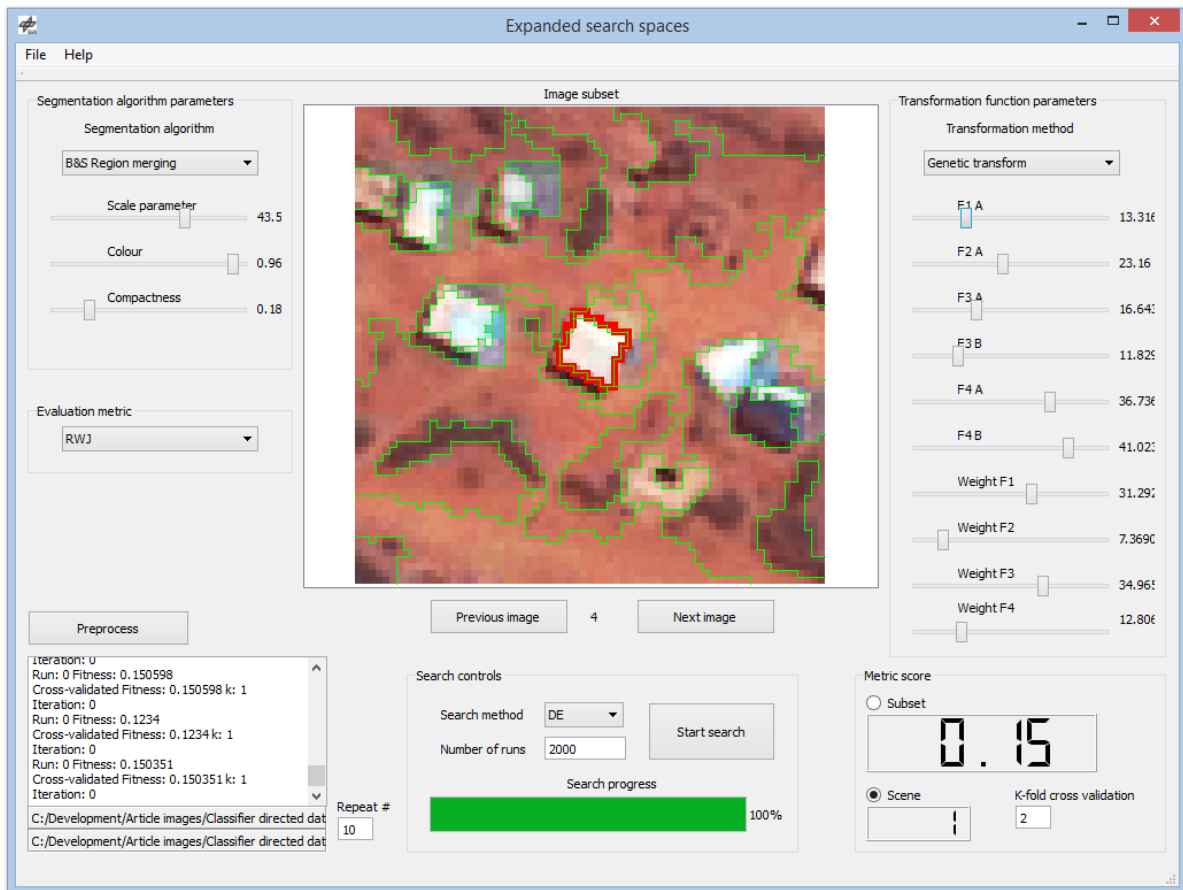 Expanded search spaces
File Help
Segmentation algorithm parameters
Segmentation algorithm
B&S Region merging
Scale parameter
43.5
Colour
0.96
Compactness
0.18
Evaluation metric
RWJ
Image subset
Previous image
4
Next image
Transformation function parameters
Transformation method
Genetic transform
F1 A
13.316
F2 A
23.16
F3 A
16.643
F3 B
11.829
F4 A
36.736
F4 B
41.023
Weight F1
31.292
Weight F2
7.3690
Weight F3
34.965
Weight F4
12.806
Preprocess
Iteration: 0
Run: 0 Fitness: 0.150598
Cross-validated Fitness: 0.150598 k: 1
Iteration: 0
Run: 0 Fitness: 0.1234
Cross-validated Fitness: 0.1234 k: 1
Iteration: 0
Run: 0 Fitness: 0.150351
Cross-validated Fitness: 0.150351 k: 1
Iteration: 0
C:/Development/Article images/Classifier directed dat
C:/Development/Article images/Classifier directed dat
Repeat #
10
Search controls
Search method
DE
Number of runs
2000
Start search
Search progress
100%
Metric score
Subset
0.15
Scene
1
K-fold cross validation
2